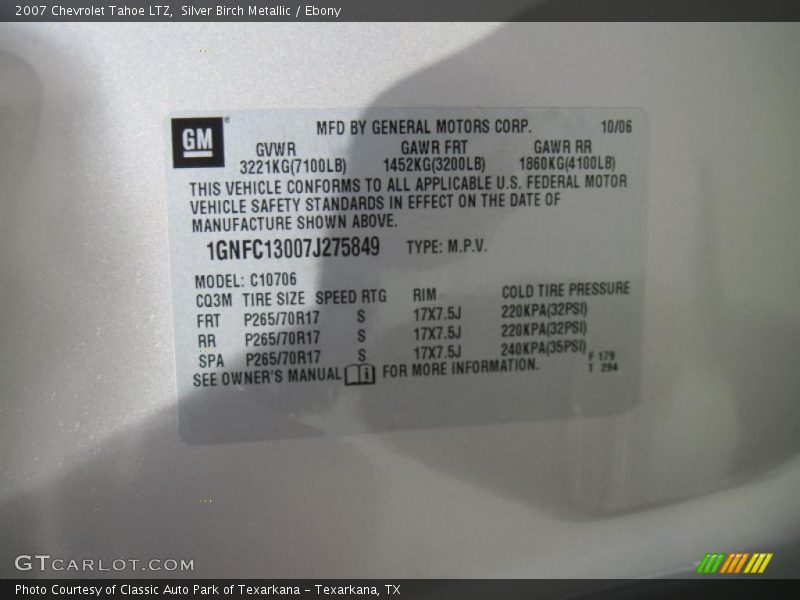 2007 Chevrolet Tahoe LTZ, Silver Birch Metallic / Ebony
GM ®
MFD BY GENERAL MOTORS CORP. 10/06
GVWR GAWR FRT GAWR RR
3221KG(7100LB) 1452KG(3200LB) 1860KG(4100LB)
THIS VEHICLE CONFORMS TO ALL APPLICABLE U.S. FEDERAL MOTOR
VEHICLE SAFETY STANDARDS IN EFFECT ON THE DATE OF
MANUFACTURE SHOWN ABOVE.
1GNFC13007J275849 TYPE: M.P.V.
MODEL: C10706
CQ3M TIRE SIZE SPEED RTG RIM COLD TIRE PRESSURE
FRT P265/70R17 S 17X7.5J 220KPA(32PSI)
RR P265/70R17 S 17X7.5J 220KPA(32PSI)
SPA P265/70R17 S 17X7.5J 240KPA(35PSI)
F 179
T 294
SEE OWNER'S MANUAL i FOR MORE INFORMATION.
GTCARLOT.COM
Photo Courtesy of Classic Auto Park of Texarkana - Texarkana, TX